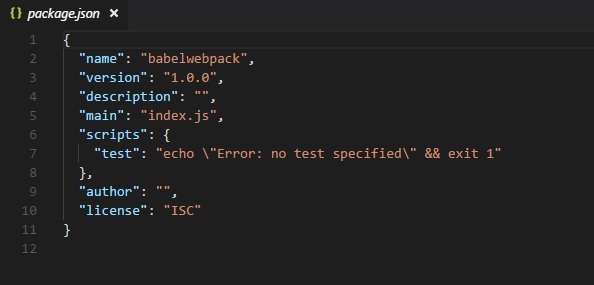 {} package.json ×
1 {
2   "name": "babelwebpack",
3   "version": "1.0.0",
4   "description": "",
5   "main": "index.js",
6   "scripts": {
7     "test": "echo \"Error: no test specified\" && exit 1"
8   },
9   "author": "",
10   "license": "ISC"
11 }
12